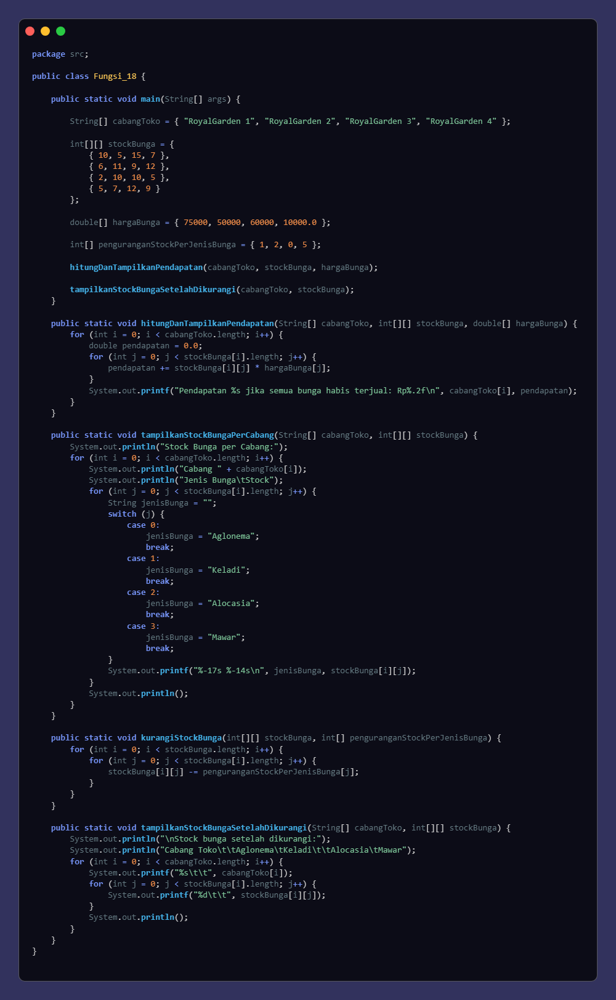 package src;

public class Fungsi_18 {

    public static void main(String[] args) {

        String[] cabangToko = { "RoyalGarden 1", "RoyalGarden 2", "RoyalGarden 3", "RoyalGarden 4" };

        int[][] stockBunga = {
            { 10, 5, 15, 7 },
            { 6, 11, 9, 12 },
            { 2, 10, 10, 5 },
            { 5, 7, 12, 9 }
        };

        double[] hargaBunga = { 75000, 50000, 60000, 10000.0 };

        int[] penguranganStockPerJenisBunga = { 1, 2, 0, 5 };

        hitungDanTampilkanPendapatan(cabangToko, stockBunga, hargaBunga);

        tampilkanStockBungaSetelahDikurangi(cabangToko, stockBunga);
    }

    public static void hitungDanTampilkanPendapatan(String[] cabangToko, int[][] stockBunga, double[] hargaBunga) {
        for (int i = 0; i < cabangToko.length; i++) {
            double pendapatan = 0.0;
            for (int j = 0; j < stockBunga[i].length; j++) {
                pendapatan += stockBunga[i][j] * hargaBunga[j];
            }
            System.out.printf("Pendapatan %s jika semua bunga habis terjual: Rp%.2f\n", cabangToko[i], pendapatan);
        }
    }

    public static void tampilkanStockBungaPerCabang(String[] cabangToko, int[][] stockBunga) {
        System.out.println("Stock Bunga per Cabang:");
        for (int i = 0; i < cabangToko.length; i++) {
            System.out.println("Cabang " + cabangToko[i]);
            System.out.println("Jenis Bunga\tStock");
            for (int j = 0; j < stockBunga[i].length; j++) {
                String jenisBunga = "";
                switch (j) {
                    case 0:
                        jenisBunga = "Aglonema";
                        break;
                    case 1:
                        jenisBunga = "Keladi";
                        break;
                    case 2:
                        jenisBunga = "Alocasia";
                        break;
                    case 3:
                        jenisBunga = "Mawar";
                        break;
                }
                System.out.printf("%-17s %-14s\n", jenisBunga, stockBunga[i][j]);
            }
            System.out.println();
        }
    }

    public static void kurangiStockBunga(int[][] stockBunga, int[] penguranganStockPerJenisBunga) {
        for (int i = 0; i < stockBunga.length; i++) {
            for (int j = 0; j < stockBunga[i].length; j++) {
                stockBunga[i][j] -= penguranganStockPerJenisBunga[j];
            }
        }
    }

    public static void tampilkanStockBungaSetelahDikurangi(String[] cabangToko, int[][] stockBunga) {
        System.out.println("\nStock bunga setelah dikurangi:");
        System.out.println("Cabang Toko\t\tAglonema\tKeladi\t\tAlocasia\tMawar");
        for (int i = 0; i < cabangToko.length; i++) {
            System.out.printf("%s\t\t", cabangToko[i]);
            for (int j = 0; j < stockBunga[i].length; j++) {
                System.out.printf("%d\t\t", stockBunga[i][j]);
            }
            System.out.println();
        }
    }
}